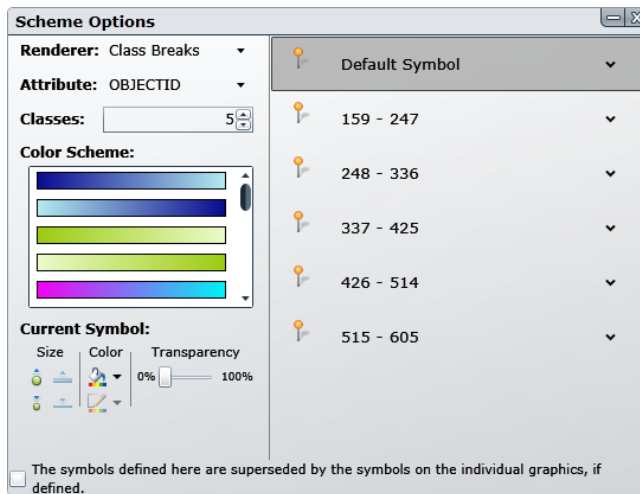 Scheme Options
Renderer: Class Breaks
Attribute: OBJECTID
Classes: 5
Color Scheme:
Current Symbol:
Size Color Transparency
0% 100%
Default Symbol
159 - 247
248 - 336
337 - 425
426 - 514
515 - 605
The symbols defined here are superseded by the symbols on the individual graphics, if
defined.